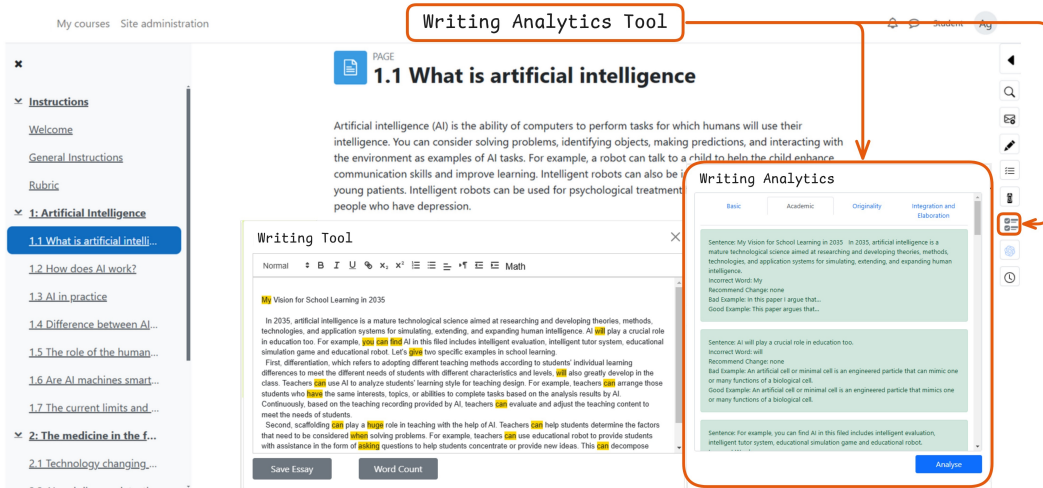 Writing Analytics Tool
My courses Site administration
Student Ag
Instructions
Welcome
General Instructions
Rubric
1: Artificial Intelligence
1.1 What is artificial intelli...
1.2 How does AI work?
1.3 AI in practice
1.4 Difference between AI...
1.5 The role of the human...
1.6 Are AI machines smart...
1.7 The current limits and ...
2: The medicine in the f...
2.1 Technology changing ...
PAGE
1.1 What is artificial intelligence
Artificial intelligence (AI) is the ability of computers to perform tasks for which humans will use their
intelligence. You can consider solving problems, identifying objects, making predictions, and interacting with
the environment as examples of AI tasks. For example, a robot can talk to a child to help the child enhance
communication skills and improve learning. Intelligent robots can also be
young patients. Intelligent robots can be used for psychological treatment
people who have depression.
Writing Tool
Normal B I U X₂ X² Math
My Vision for School Learning in 2035
In 2035, artificial intelligence is a mature technological science aimed at researching and developing theories, methods,
technologies, and application systems for simulating, extending, and expanding human intelligence. AI will play a crucial role
in education too. For example, you can find AI in this filed includes intelligent evaluation, intelligent tutor system, educational
simulation game and educational robot. Let's give two specific examples in school learning.
First, differentiation, which refers to adopting different teaching methods according to students' individual learning
differences to meet the different needs of students with different characteristics and levels, will also greatly develop in the
class. Teachers can use AI to analyze students' learning style for teaching design. For example, teachers can arrange those
students who have the same interests, topics, or abilities to complete tasks based on the analysis results by AI.
Continuously, based on the teaching recording provided by AI, teachers can evaluate and adjust the teaching content to
meet the needs of students.
Second, scaffolding can play a huge role in teaching with the help of AI. Teachers can help students determine the factors
that need to be considered when solving problems. For example, teachers can use educational robot to provide students
with assistance in the form of asking questions to help students concentrate or provide new ideas. This can decompose
Save Essay
Word Count
Writing Analytics
Basic Academic Originality Integration and
Elaboration
Sentence: My Vision for School Learning in 2035 In 2035, artificial intelligence is a
mature technological science aimed at researching and developing theories, methods,
technologies, and application systems for simulating, extending, and expanding human
intelligence.
Incorrect Word: My
Recommend Change: none
Bad Example: In this paper I argue that...
Good Example: This paper argues that...
Sentence: AI will play a crucial role in education too.
Incorrect Word: will
Recommend Change: none
Bad Example: An artificial cell or minimal cell is an engineered particle that can mimic one
or many functions of a biological cell.
Good Example: An artificial cell or minimal cell is an engineered particle that mimics one
or many functions of a biological cell.
Sentence: For example, you can find AI in this filed includes intelligent evaluation,
intelligent tutor system, educational simulation game and educational robot.
Analyse